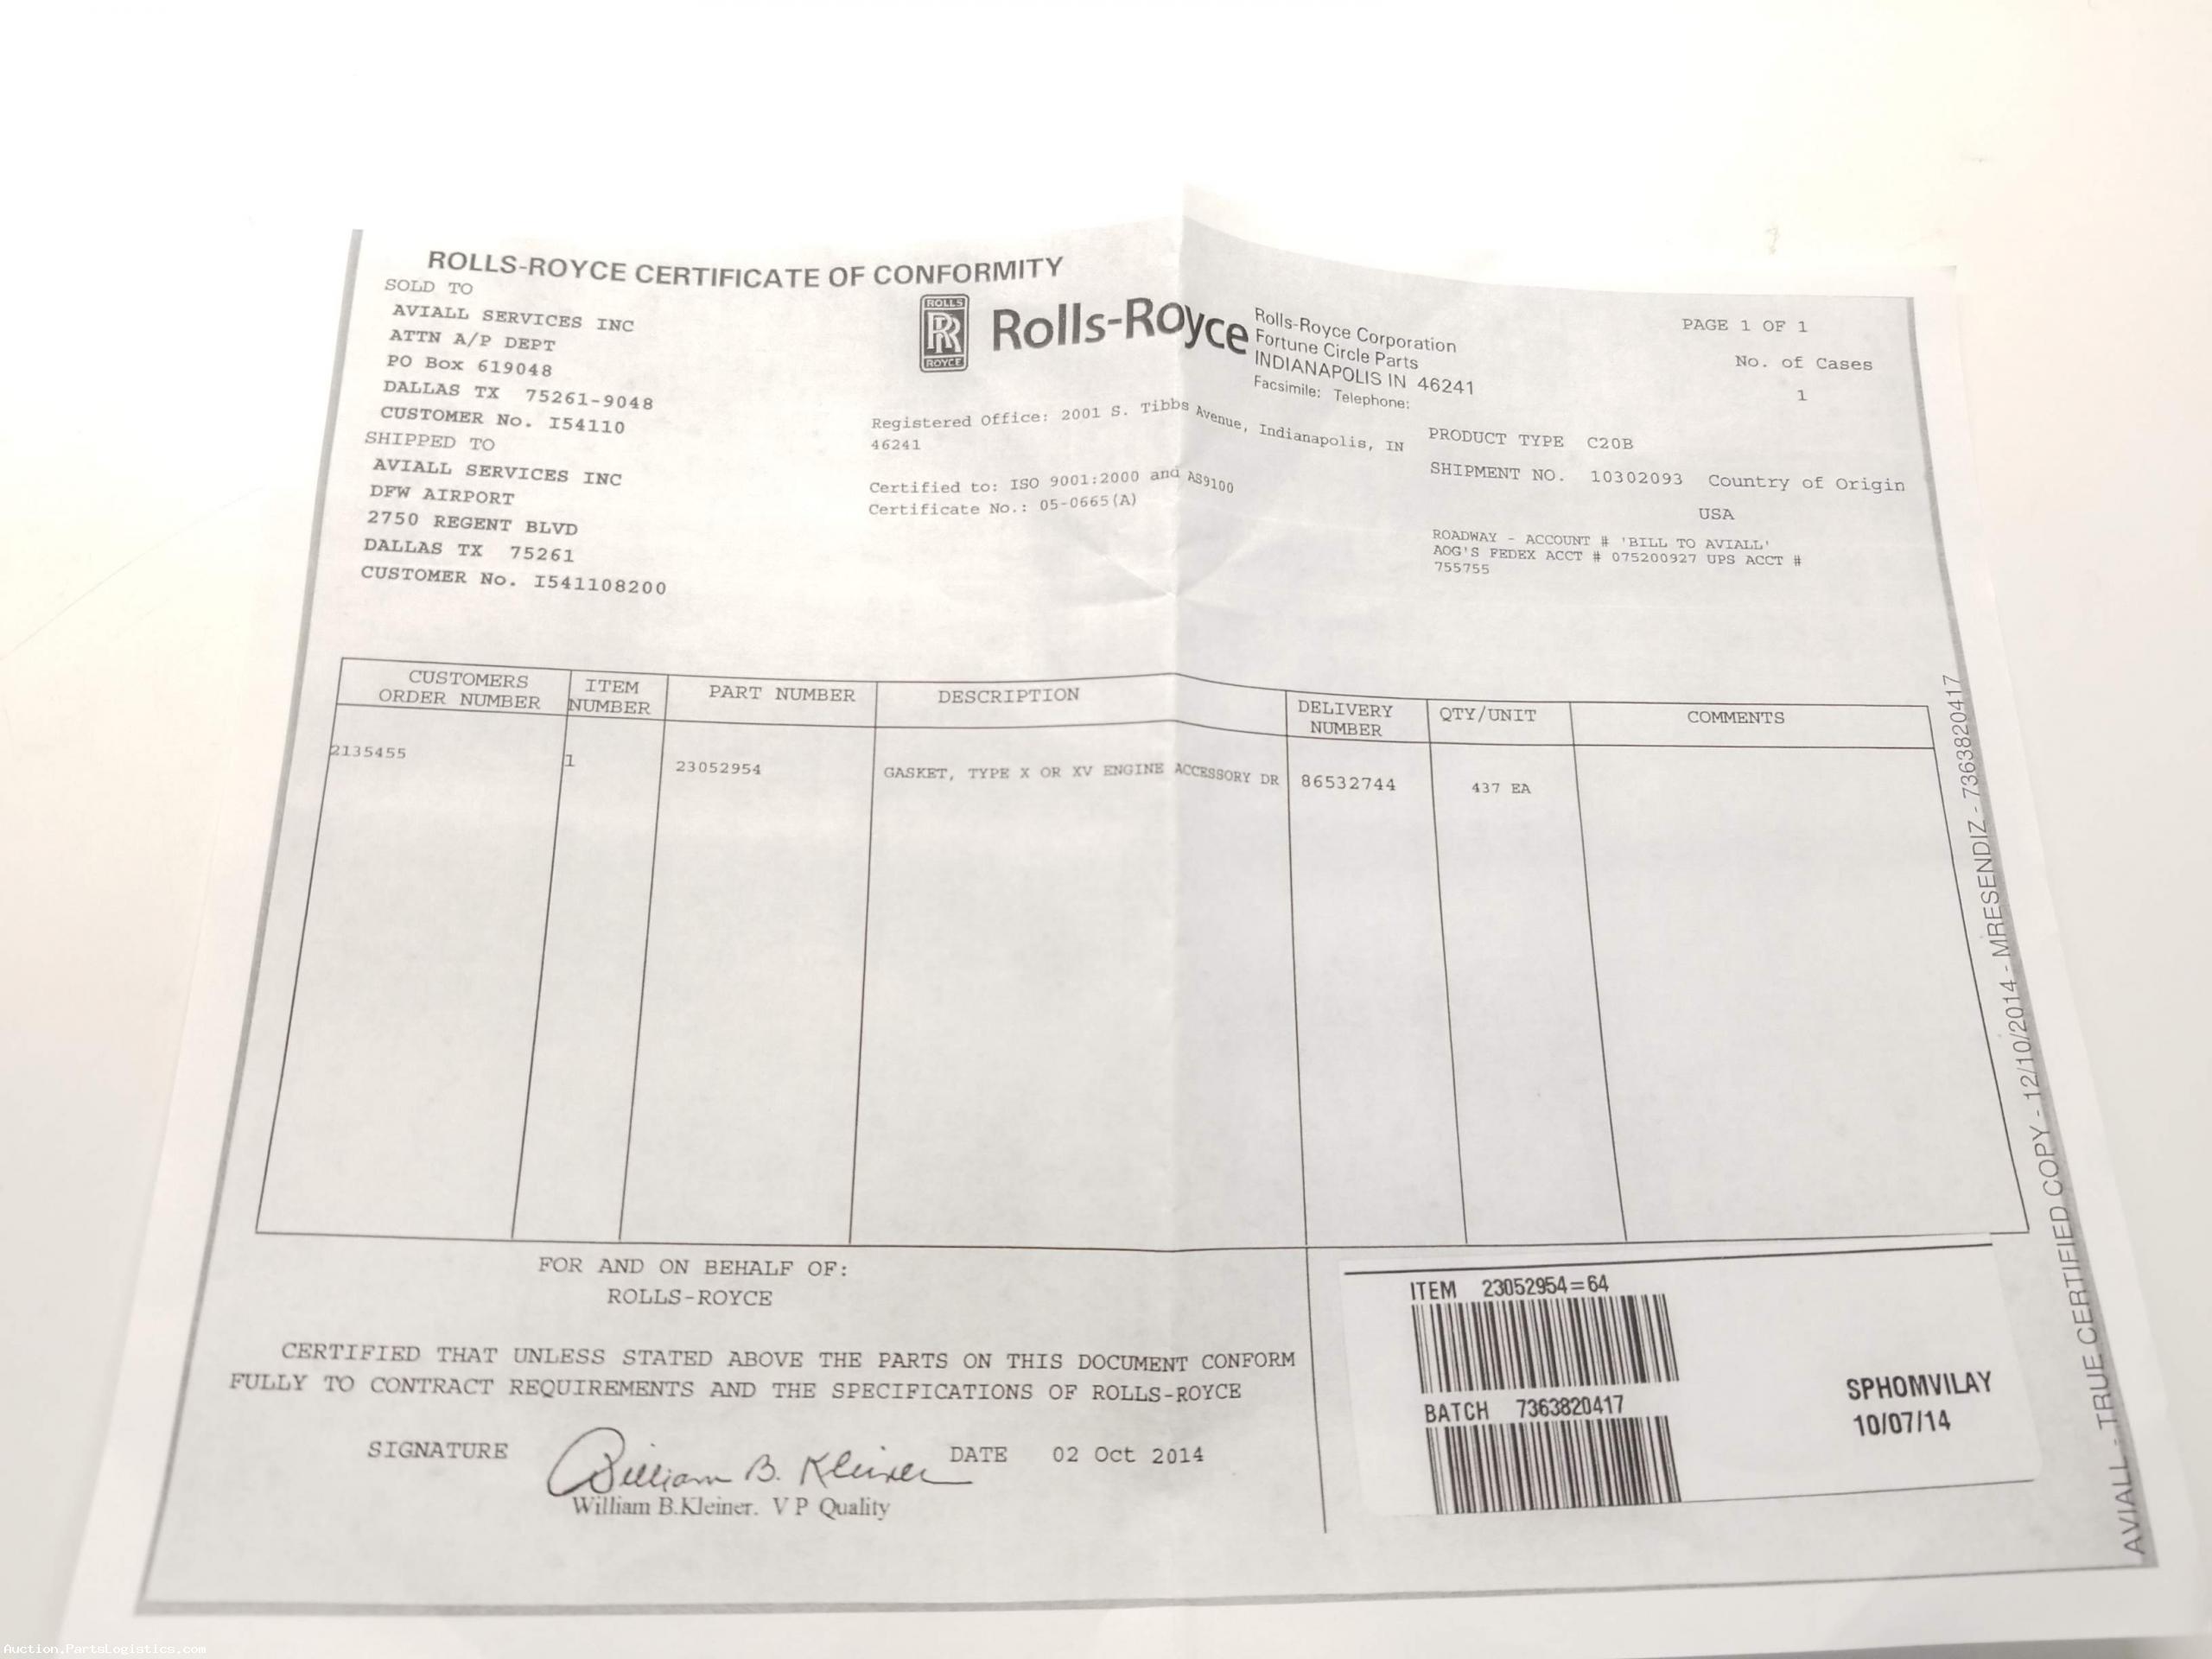 ROLLS-ROYCE CERTIFICATE OF CONFORMITY
SOLD TO
AVIALL SERVICES INC
ATTN A/P DEPT
PO Box 619048
DALLAS TX 75261-9048
CUSTOMER No. I54110
SHIPPED TO
AVIALL SERVICES INC
DFW AIRPORT
2750 REGENT BLVD
DALLAS TX 75261
CUSTOMER No. I541108200
ROLLS
RR
ROYCE
Rolls-Royce
Rolls-Royce Corporation
Fortune Circle Parts
INDIANAPOLIS IN 46241
Facsimile: Telephone:
Registered Office: 2001 S. Tibbs Avenue, Indianapolis, IN
46241
Certified to: ISO 9001:2000 and AS9100
Certificate No.: 05-0665(A)
PAGE 1 OF 1
No. of Cases
1
PRODUCT TYPE C20B
SHIPMENT NO. 10302093 Country of Origin
USA
ROADWAY - ACCOUNT # 'BILL TO AVIALL'
AOG'S FEDEX ACCT # 075200927 UPS ACCT #
755755
CUSTOMERS ORDER NUMBER ITEM NUMBER PART NUMBER DESCRIPTION DELIVERY NUMBER QTY/UNIT COMMENTS
2135455 1 23052954 GASKET, TYPE X OR XV ENGINE ACCESSORY DR 86532744 437 EA
FOR AND ON BEHALF OF:
ROLLS-ROYCE
CERTIFIED THAT UNLESS STATED ABOVE THE PARTS ON THIS DOCUMENT CONFORM
FULLY TO CONTRACT REQUIREMENTS AND THE SPECIFICATIONS OF ROLLS-ROYCE
SIGNATURE William B. Kleiner DATE 02 Oct 2014
William B.Kleiner. V P Quality
ITEM 23052954=64
BATCH 7363820417
SPHOMVILAY
10/07/14
AVIALL - TRUE CERTIFIED COPY - 12/10/2014 - MRESENDIZ - 7363820417
Auction.PartsLogistics.com